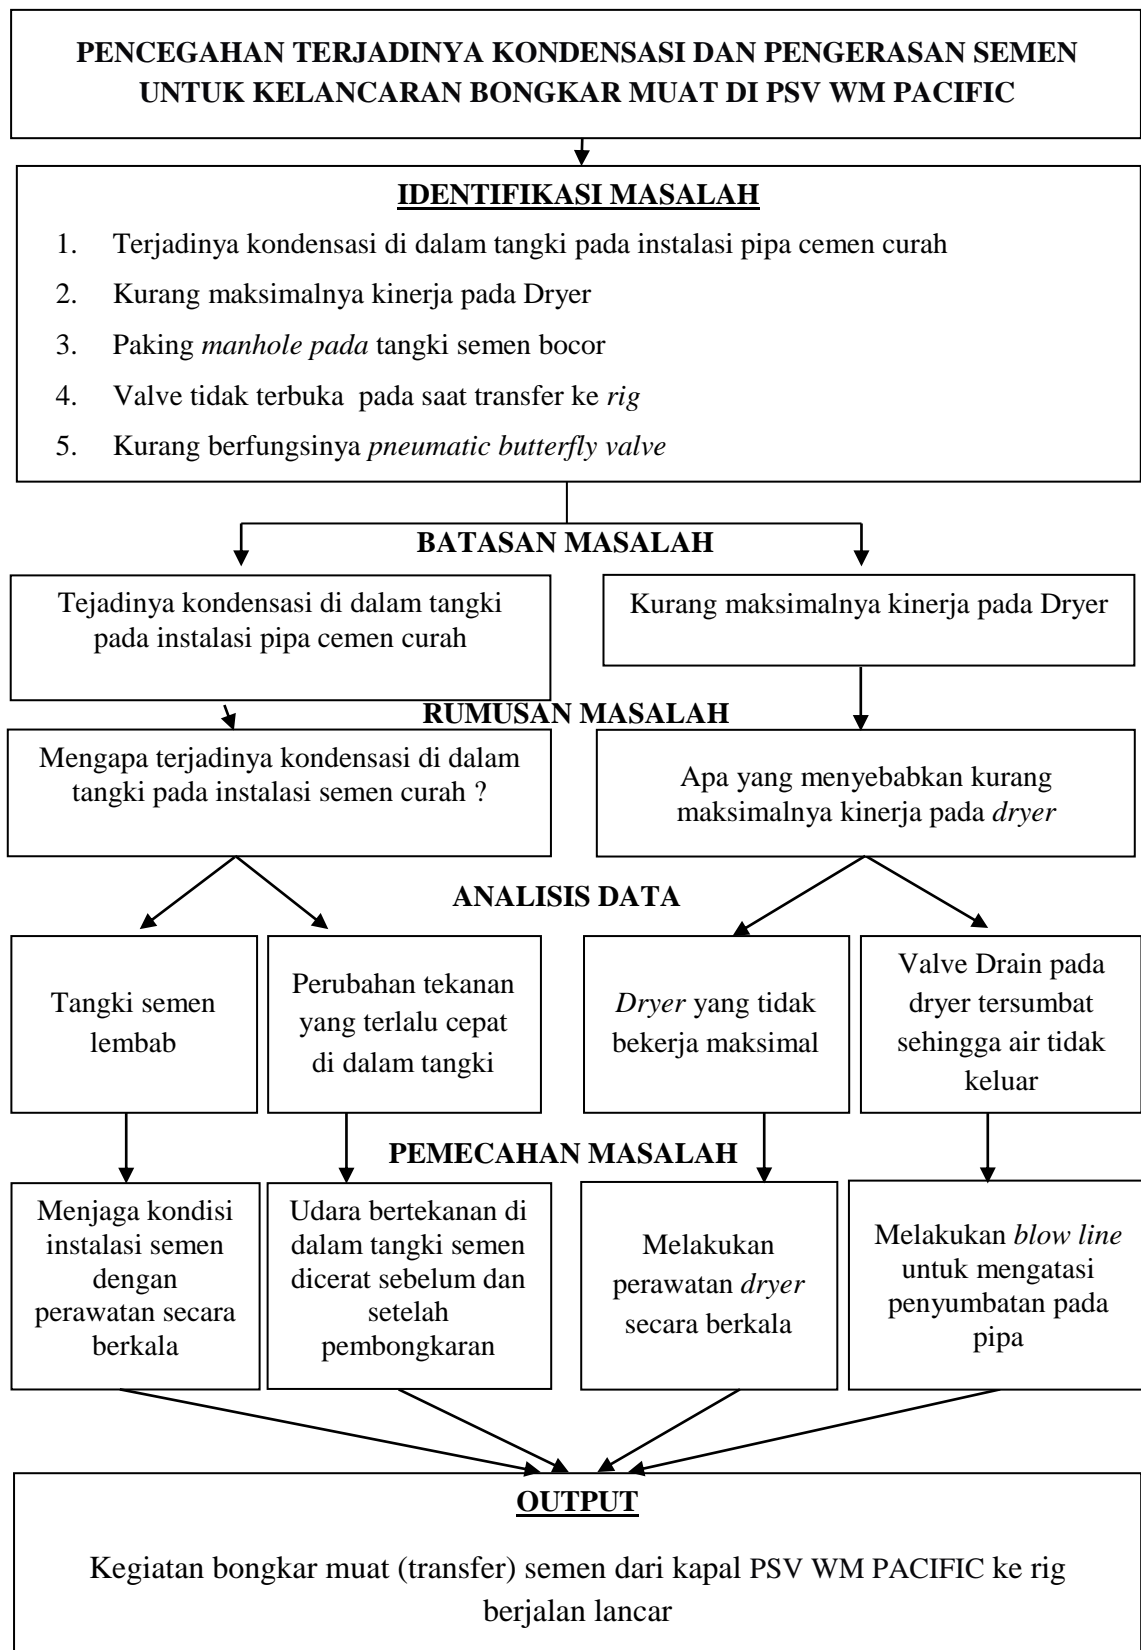 PENCEGAHAN TERJADINYA KONDENSASI DAN PENGERASAN SEMEN
UNTUK KELANCARAN BONGKAR MUAT DI PSV WM PACIFIC
IDENTIFIKASI MASALAH
1. Terjadinya kondensasi di dalam tangki pada instalasi pipa cemen curah
2. Kurang maksimalnya kinerja pada Dryer
3. Paking manhole pada tangki semen bocor
4. Valve tidak terbuka pada saat transfer ke rig
5. Kurang berfungsinya pneumatic butterfly valve
BATASAN MASALAH
Tejadinya kondensasi di dalam tangki
pada instalasi pipa cemen curah
Kurang maksimalnya kinerja pada Dryer
RUMUSAN MASALAH
Mengapa terjadinya kondensasi di dalam
tangki pada instalasi semen curah ?
Apa yang menyebabkan kurang
maksimalnya kinerja pada dryer
ANALISIS DATA
Tangki semen
lembab
Perubahan tekanan
yang terlalu cepat
di dalam tangki
Dryer yang tidak
bekerja maksimal
Valve Drain pada
dryer tersumbat
sehingga air tidak
keluar
PEMECAHAN MASALAH
Menjaga kondisi
instalasi semen
dengan
perawatan secara
berkala
Udara bertekanan di
dalam tangki semen
dicerat sebelum dan
setelah
pembongkaran
Melakukan
perawatan dryer
secara berkala
Melakukan blow line
untuk mengatasi
penyumbatan pada
pipa
OUTPUT
Kegiatan bongkar muat (transfer) semen dari kapal PSV WM PACIFIC ke rig
berjalan lancar